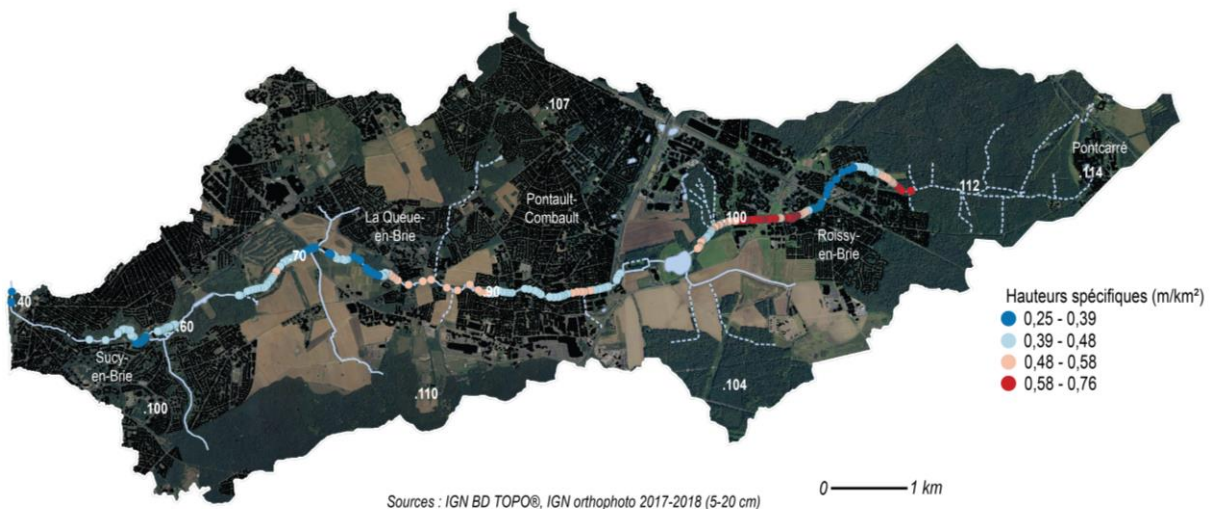 .107
Pontcarré
.114
112
Pontault-
Combault
La Queue-
en-Brie
.100
Roissy-
en-Brie
.70
90
.40
60
Sucy-
en-Brie
.104
.110
.100
Hauteurs spécifiques (m/km²)
0,25 - 0,39
0,39 - 0,48
0,48 - 0,58
0,58 - 0,76
Sources : IGN BD TOPO®, IGN orthophoto 2017-2018 (5-20 cm)
0 1 km